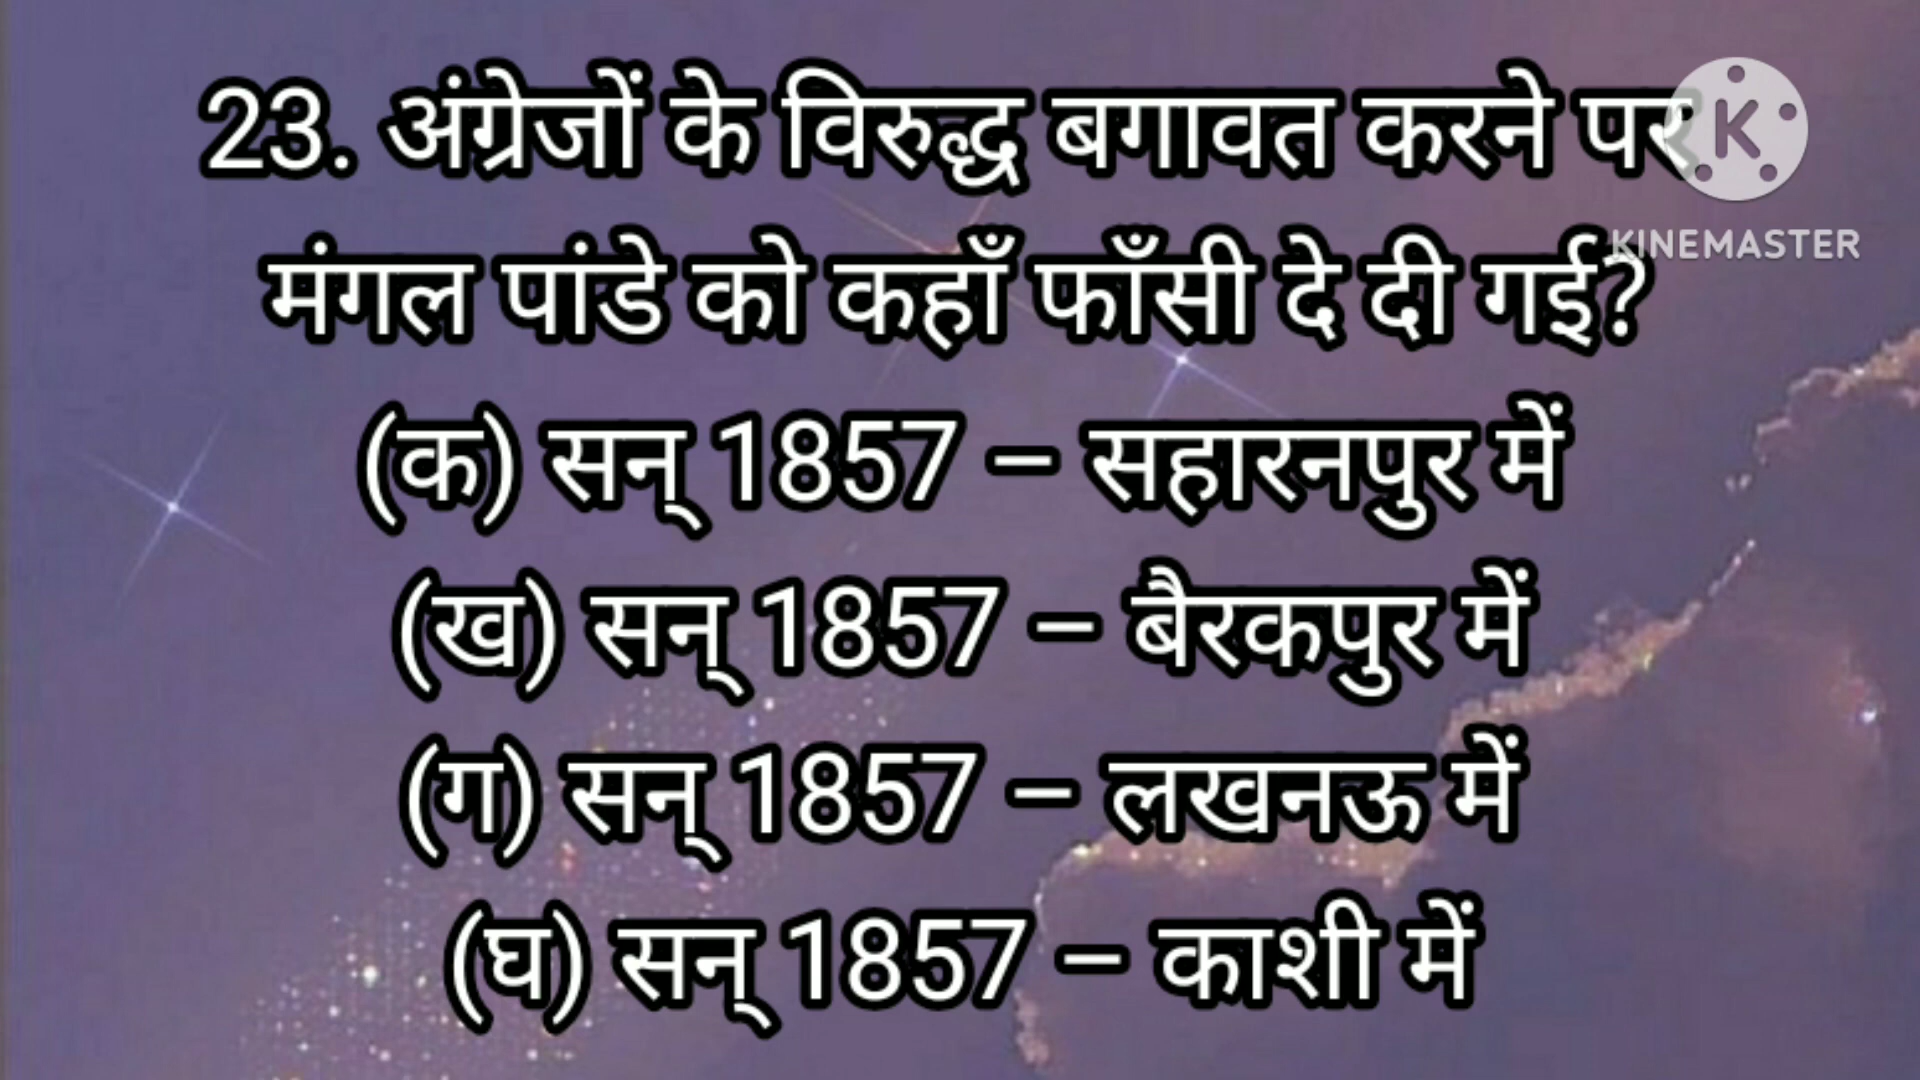 23. अंग्रेजों के विरुद्ध बगावत करने पर
मंगल पांडे को कहाँ फाँसी दे दी गई?
(क) सन् 1857 – सहारनपुर में
(ख) सन् 1857 – बैरकपुर में
(ग) सन् 1857 – लखनऊ में
(घ) सन् 1857 – काशी में
K
KINEMASTER